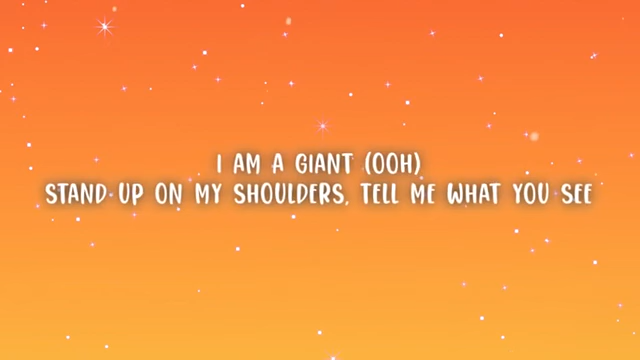 I AM A GIANT (OOH)
STAND UP ON MY SHOULDERS, TELL ME WHAT YOU SEE